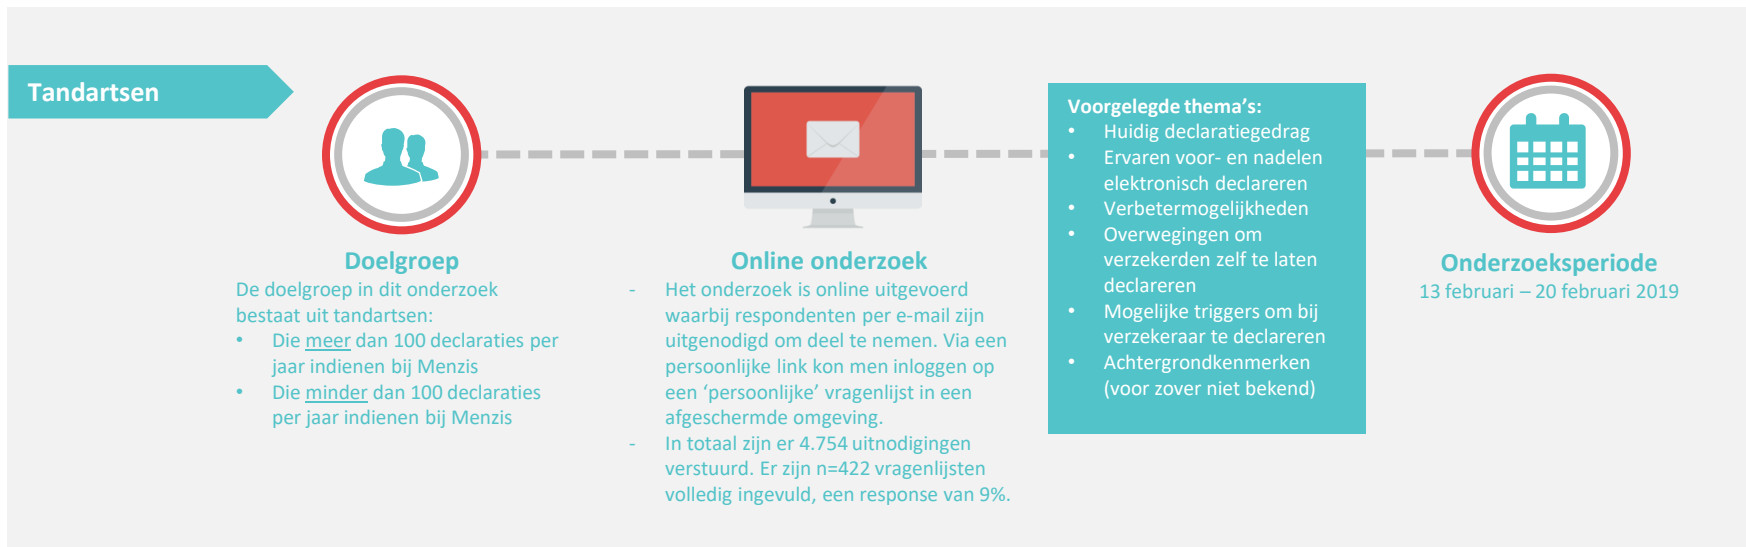 Tandartsen
Doelgroep
De doelgroep in dit onderzoek
bestaat uit tandartsen:
• Die meer dan 100 declaraties per
jaar indienen bij Menzis
• Die minder dan 100 declaraties
per jaar indienen bij Menzis
Online onderzoek
- Het onderzoek is online uitgevoerd
waarbij respondenten per e-mail zijn
uitgenodigd om deel te nemen. Via een
persoonlijke link kon men inloggen op
een ‘persoonlijke’ vragenlijst in een
afgeschermde omgeving.
- In totaal zijn er 4.754 uitnodigingen
verstuurd. Er zijn n=422 vragenlijsten
volledig ingevuld, een response van 9%.
Voorgelegde thema’s:
• Huidig declaratiegedrag
• Ervaren voor- en nadelen
elektronisch declareren
• Verbetermogelijkheden
• Overwegingen om
verzekerden zelf te laten
declareren
• Mogelijke triggers om bij
verzekeraar te declareren
• Achtergrondkenmerken
(voor zover niet bekend)
Onderzoeksperiode
13 februari – 20 februari 2019